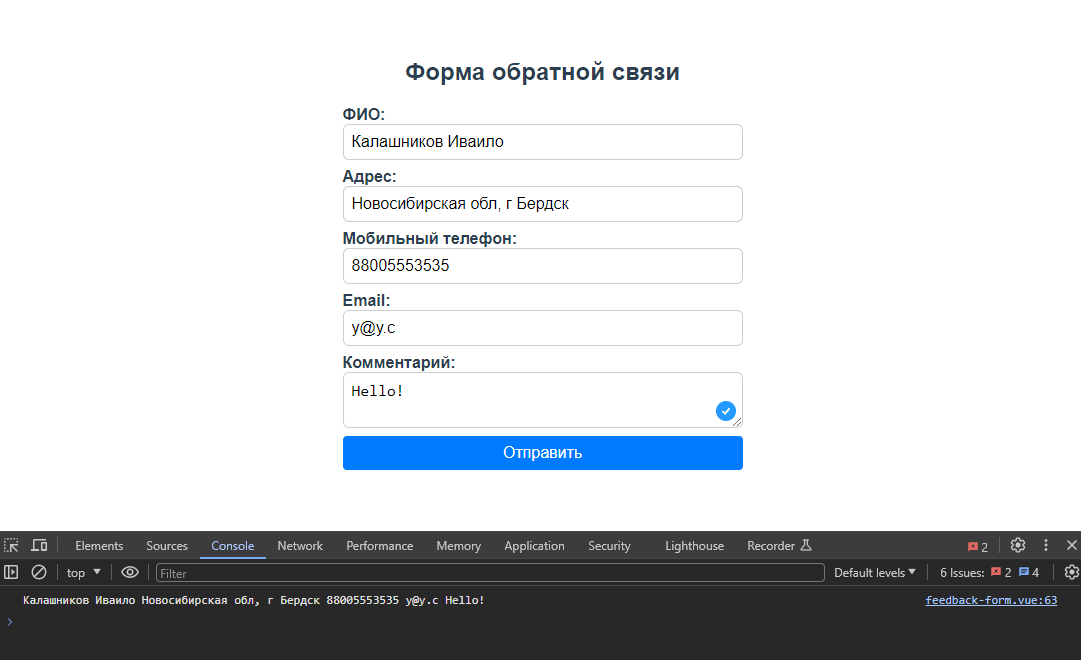 Форма обратной связи
ФИО:
Калашников Иваило
Адрес:
Новосибирская обл, г Бердск
Мобильный телефон:
88005553535
Email:
y@y.c
Комментарий:
Hello!
Отправить
Elements Sources Console Network Performance Memory Application Security Lighthouse Recorder 2
top Filter Default levels 6 Issues: 2 4
Калашников Иваило Новосибирская обл, г Бердск 88005553535 y@y.c Hello! feedback-form.vue:63